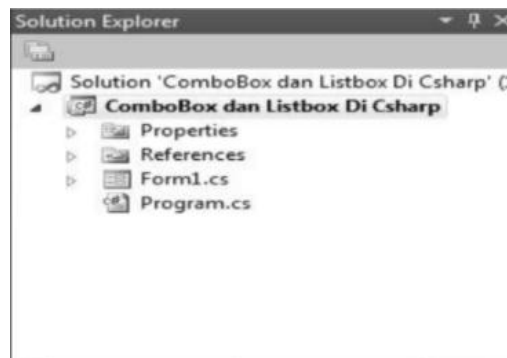 Solution Explorer
Solution 'ComboBox dan Listbox Di Csharp' (
ComboBox dan Listbox Di Csharp
Properties
References
Form1.cs
Program.cs